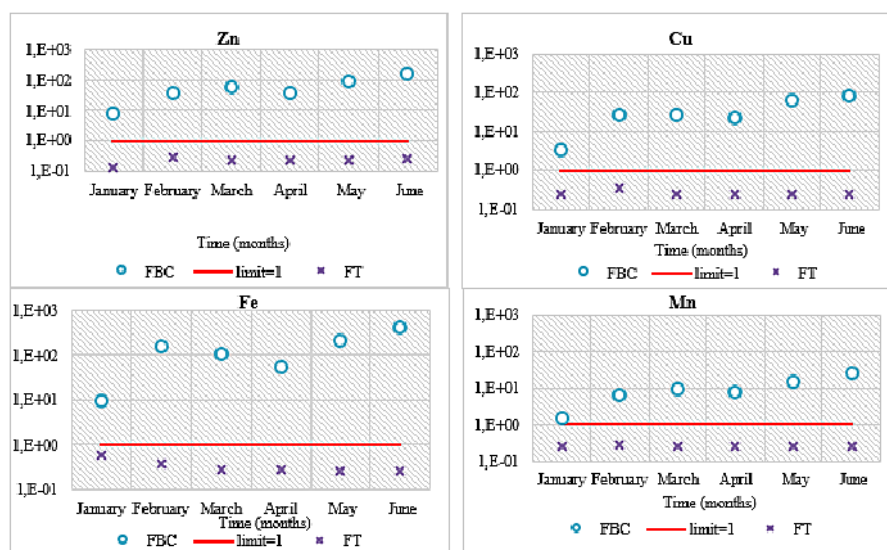 Zn
1,E+03
1,E+02
1,E+01
1,E+00
1,E-01
January February March April May June
Time (months)
FBC limit=1 FT
Cu
1,E+03
1,E+02
1,E+01
1,E+00
1,E-01
January February March April May June
Time (months)
FBC limit=1 FT
Fe
1,E+03
1,E+02
1,E+01
1,E+00
1,E-01
January February March April May June
Time (months)
FBC limit=1 FT
Mn
1,E+03
1,E+02
1,E+01
1,E+00
1,E-01
January February March April May June
Time (months)
FBC limit=1 FT